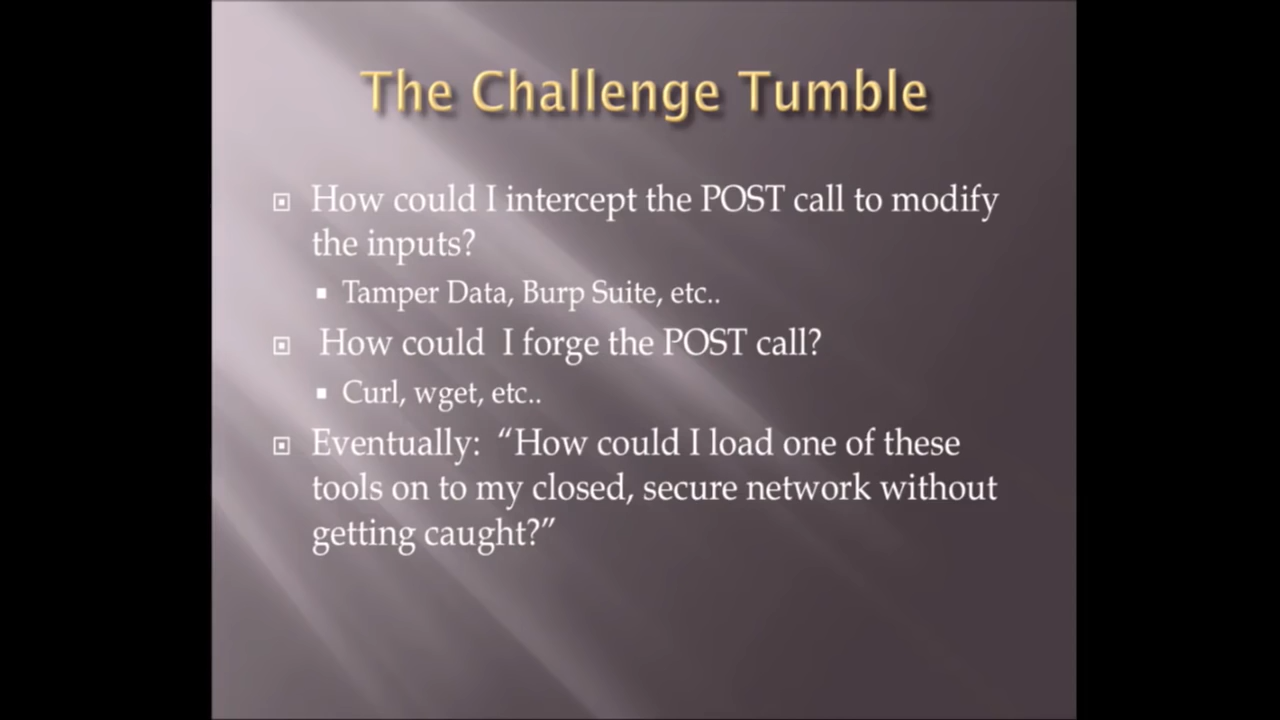 The Challenge Tumble
How could I intercept the POST call to modify
the inputs?
Tamper Data, Burp Suite, etc..
How could  I forge the POST call?
Curl, wget, etc..
Eventually:  “How could I load one of these
tools on to my closed, secure network without
getting caught?”